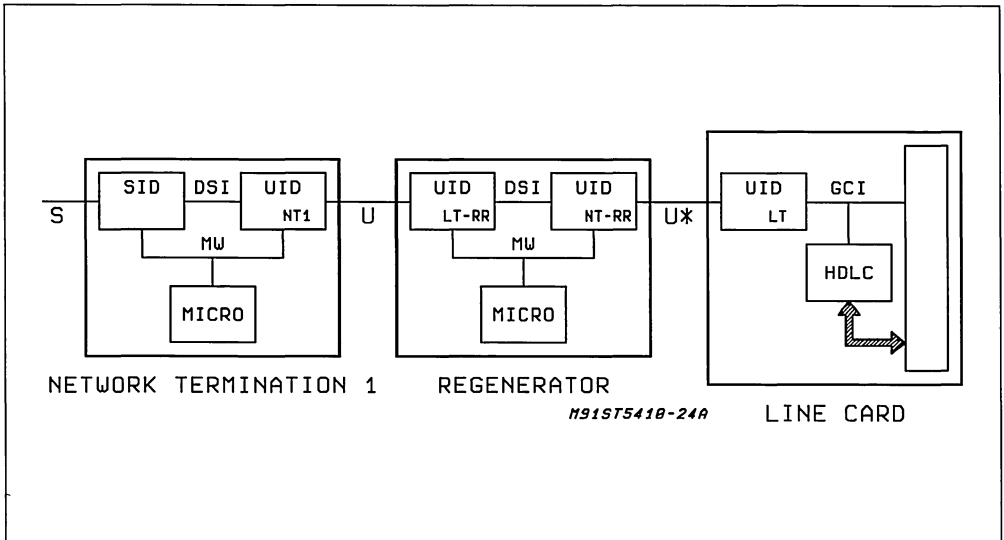 SID DSI UID
NT1
MW
MICRO
S
NETWORK TERMINATION 1
U
UID DSI UID
LT-RR NT-RR
MW
MICRO
REGENERATOR
U*
UID GCI
LT
HDLC
LINE CARD
M91ST5410-24A